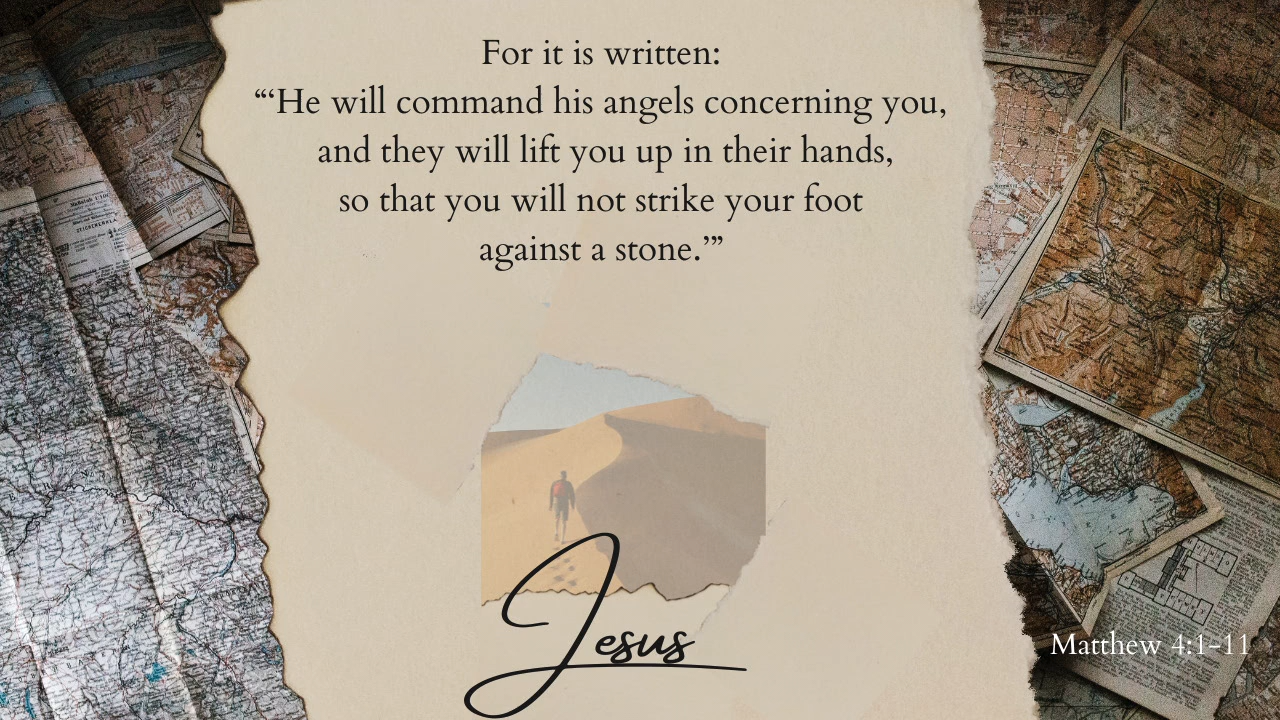 For it is written:
“‘He will command his angels concerning you,
and they will lift you up in their hands,
so that you will not strike your foot
against a stone.’”
Jesus
Matthew 4:1-11